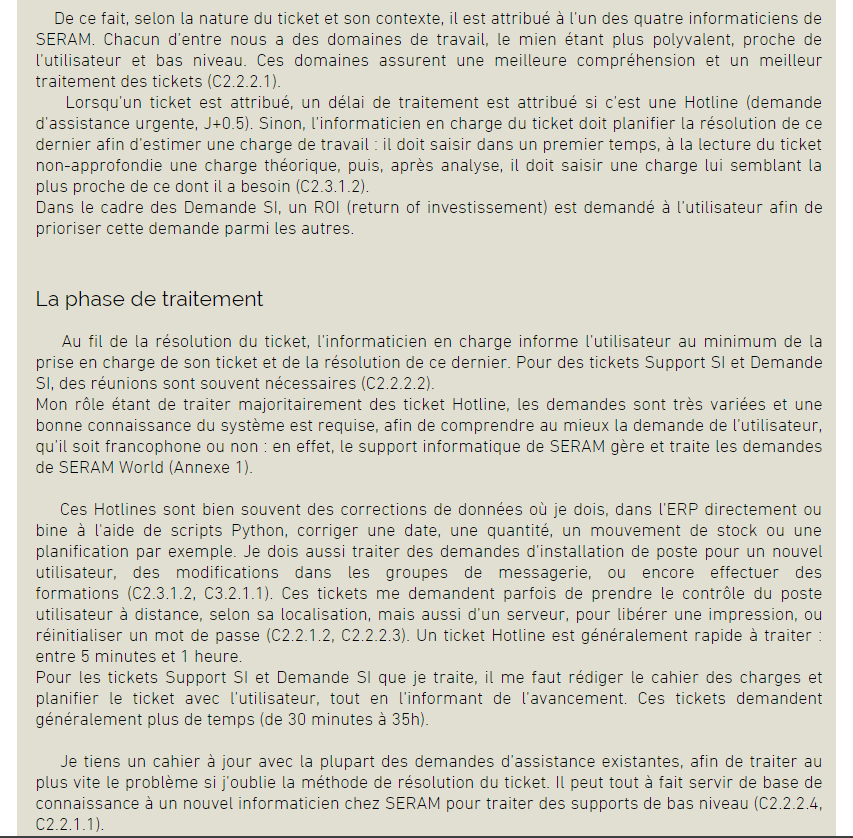 De ce fait, selon la nature du ticket et son contexte, il est attribué à l'un des quatre informaticiens de
SERAM. Chacun d'entre nous a des domaines de travail, le mien étant plus polyvalent, proche de
l'utilisateur et bas niveau. Ces domaines assurent une meilleure compréhension et un meilleur
traitement des tickets (C2.2.2.1).
Lorsqu'un ticket est attribué, un délai de traitement est attribué si c'est une Hotline (demande
d'assistance urgente, J+0.5). Sinon, l'informaticien en charge du ticket doit planifier la résolution de ce
dernier afin d'estimer une charge de travail : il doit saisir dans un premier temps, à la lecture du ticket
non-approfondie une charge théorique, puis, après analyse, il doit saisir une charge lui semblant la
plus proche de ce dont il a besoin (C2.3.1.2).
Dans le cadre des Demande SI, un ROI (return of investissement) est demandé à l'utilisateur afin de
prioriser cette demande parmi les autres.
La phase de traitement
Au fil de la résolution du ticket, l'informaticien en charge informe l'utilisateur au minimum de la
prise en charge de son ticket et de la résolution de ce dernier. Pour des tickets Support SI et Demande
SI, des réunions sont souvent nécessaires (C2.2.2.2).
Mon rôle étant de traiter majoritairement des ticket Hotline, les demandes sont très variées et une
bonne connaissance du système est requise, afin de comprendre au mieux la demande de l'utilisateur,
qu'il soit francophone ou non : en effet, le support informatique de SERAM gère et traite les demandes
de SERAM World (Annexe 1).
Ces Hotlines sont bien souvent des corrections de données où je dois, dans l'ERP directement ou
bine à l'aide de scripts Python, corriger une date, une quantité, un mouvement de stock ou une
planification par exemple. Je dois aussi traiter des demandes d'installation de poste pour un nouvel
utilisateur, des modifications dans les groupes de messagerie, ou encore effectuer des
formations (C2.3.1.2, C3.2.1.1). Ces tickets me demandent parfois de prendre le contrôle du poste
utilisateur à distance, selon sa localisation, mais aussi d'un serveur, pour libérer une impression, ou
réinitialiser un mot de passe (C2.2.1.2, C2.2.2.3). Un ticket Hotline est généralement rapide à traiter :
entre 5 minutes et 1 heure.
Pour les tickets Support SI et Demande SI que je traite, il me faut rédiger le cahier des charges et
planifier le ticket avec l'utilisateur, tout en l'informant de l'avancement. Ces tickets demandent
généralement plus de temps (de 30 minutes à 35h).
Je tiens un cahier à jour avec la plupart des demandes d'assistance existantes, afin de traiter au
plus vite le problème si j'oublie la méthode de résolution du ticket. Il peut tout à fait servir de base de
connaissance à un nouvel informaticien chez SERAM pour traiter des supports de bas niveau (C2.2.2.4,
C2.2.1.1).